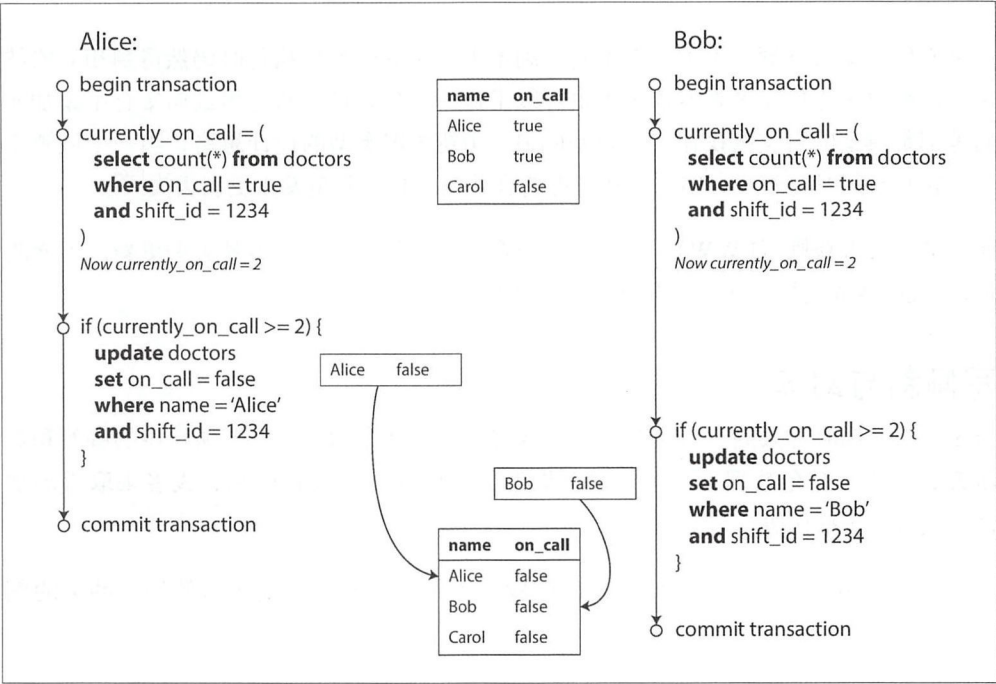 Alice:
begin transaction
currently_on_call = (
select count(*) from doctors
where on_call = true
and shift_id = 1234
)
Now currently_on_call = 2
if (currently_on_call >= 2) {
update doctors
set on_call = false
where name = 'Alice'
and shift_id = 1234
}
commit transaction
name on_call
Alice true
Bob true
Carol false
Alice false
Bob false
name on_call
Alice false
Bob false
Carol false
Bob:
begin transaction
currently_on_call = (
select count(*) from doctors
where on_call = true
and shift_id = 1234
)
Now currently_on_call = 2
if (currently_on_call >= 2) {
update doctors
set on_call = false
where name = 'Bob'
and shift_id = 1234
}
commit transaction